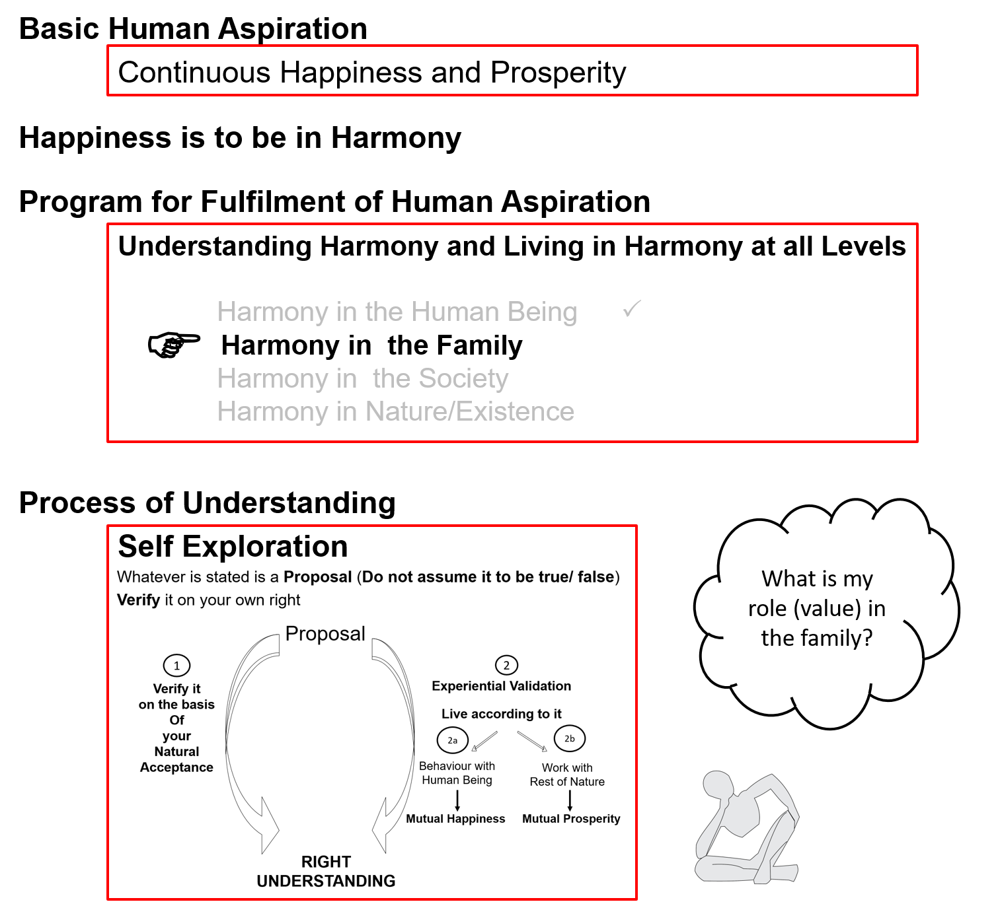 Basic Human Aspiration
Continuous Happiness and Prosperity
Happiness is to be in Harmony
Program for Fulfilment of Human Aspiration
Understanding Harmony and Living in Harmony at all Levels
Harmony in the Human Being ✓
Harmony in the Family
Harmony in the Society
Harmony in Nature/Existence
Process of Understanding
Self Exploration
Whatever is stated is a Proposal (Do not assume it to be true/ false)
Verify it on your own right
Proposal
1
Verify it
on the basis
Of
your
Natural
Acceptance
2
Experiential Validation
Live according to it
2a
Behaviour with
Human Being
Mutual Happiness
2b
Work with
Rest of Nature
Mutual Prosperity
RIGHT
UNDERSTANDING
What is my
role (value) in
the family?